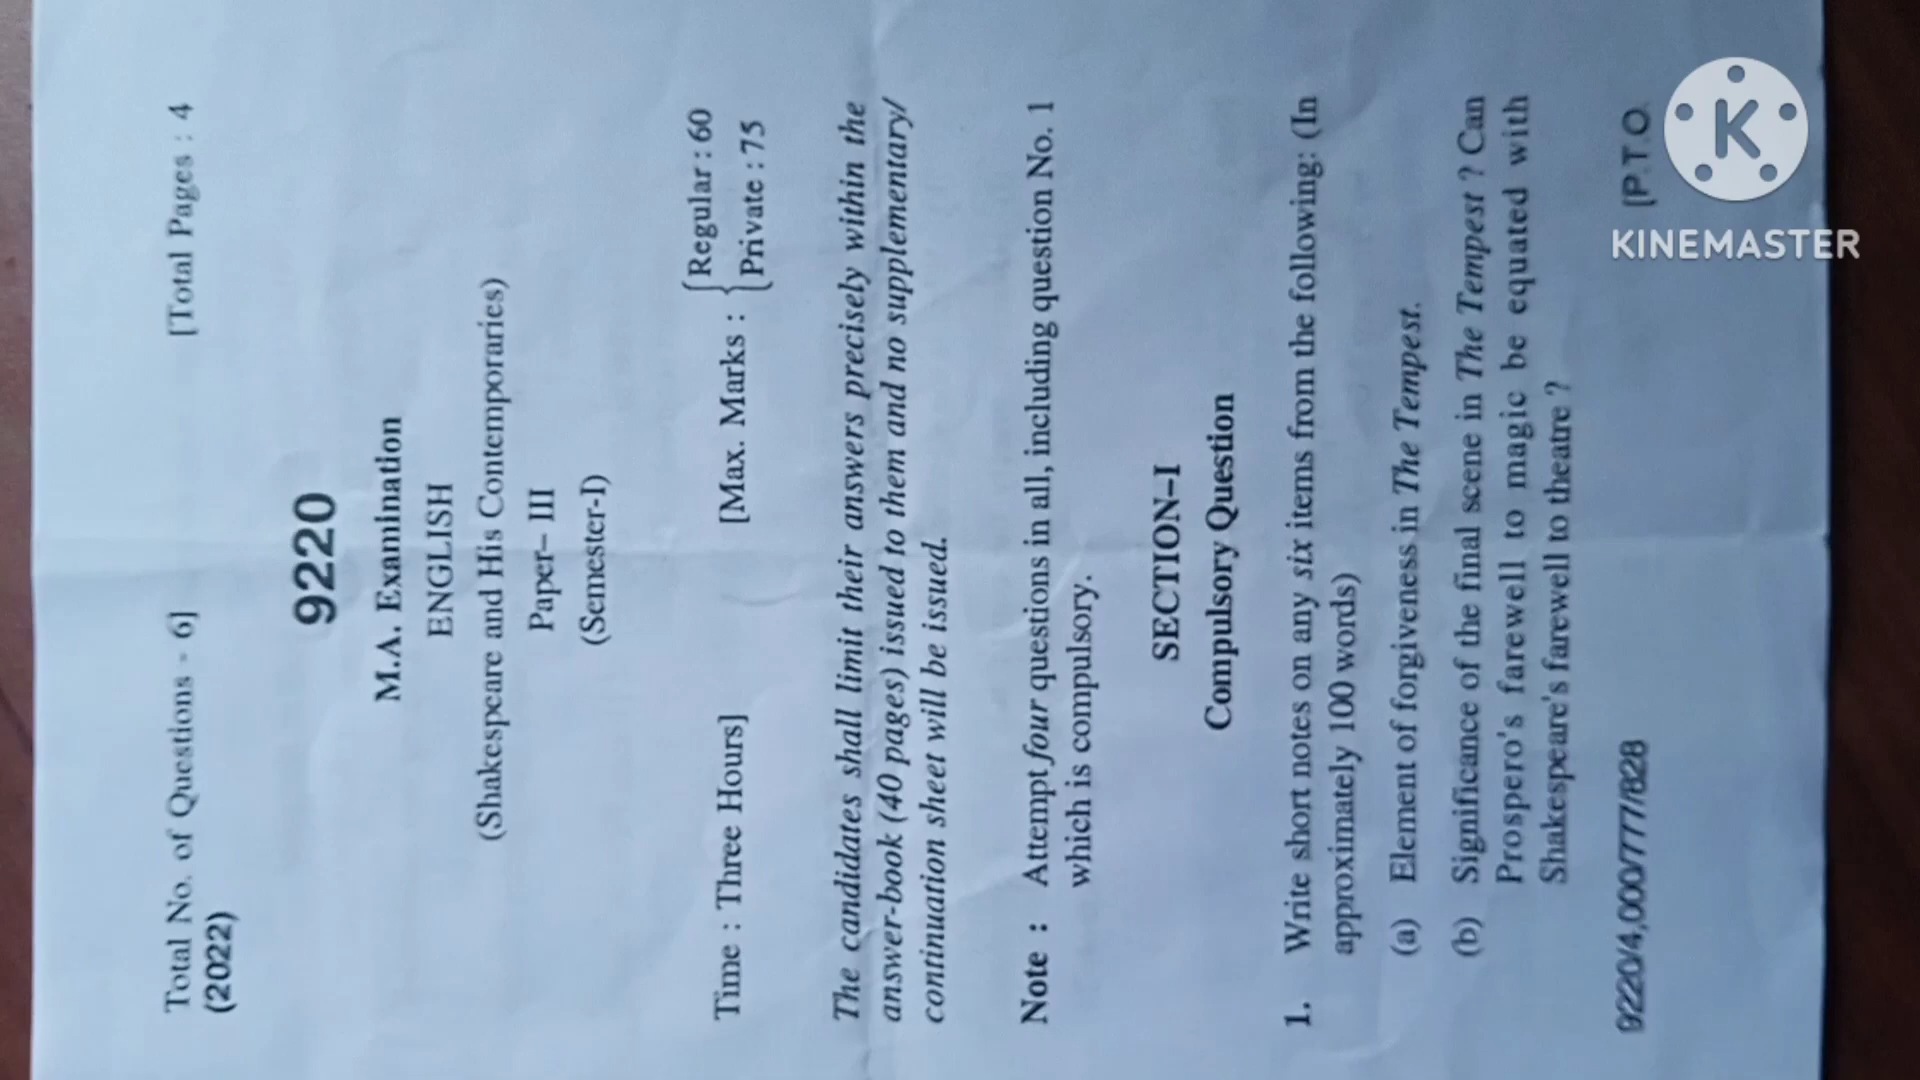 Total No. of Questions - 6] [Total Pages : 4
(2022)
9220
M.A. Examination
ENGLISH
(Shakespeare and His Contemporaries)
Paper– III
(Semester-I)
Time : Three Hours] [Max. Marks : { Regular : 60
Private : 75
The candidates shall limit their answers precisely within the
answer-book (40 pages) issued to them and no supplementary/
continuation sheet will be issued.
Note : Attempt four questions in all, including question No. 1
which is compulsory.
SECTION–I
Compulsory Question
1. Write short notes on any six items from the following: (In
approximately 100 words)
(a) Element of forgiveness in The Tempest.
(b) Significance of the final scene in The Tempest ? Can
Prospero's farewell to magic be equated with
Shakespeare's farewell to theatre ?
9220/4,000/777/828 [P.T.O.
K
KINEMASTER